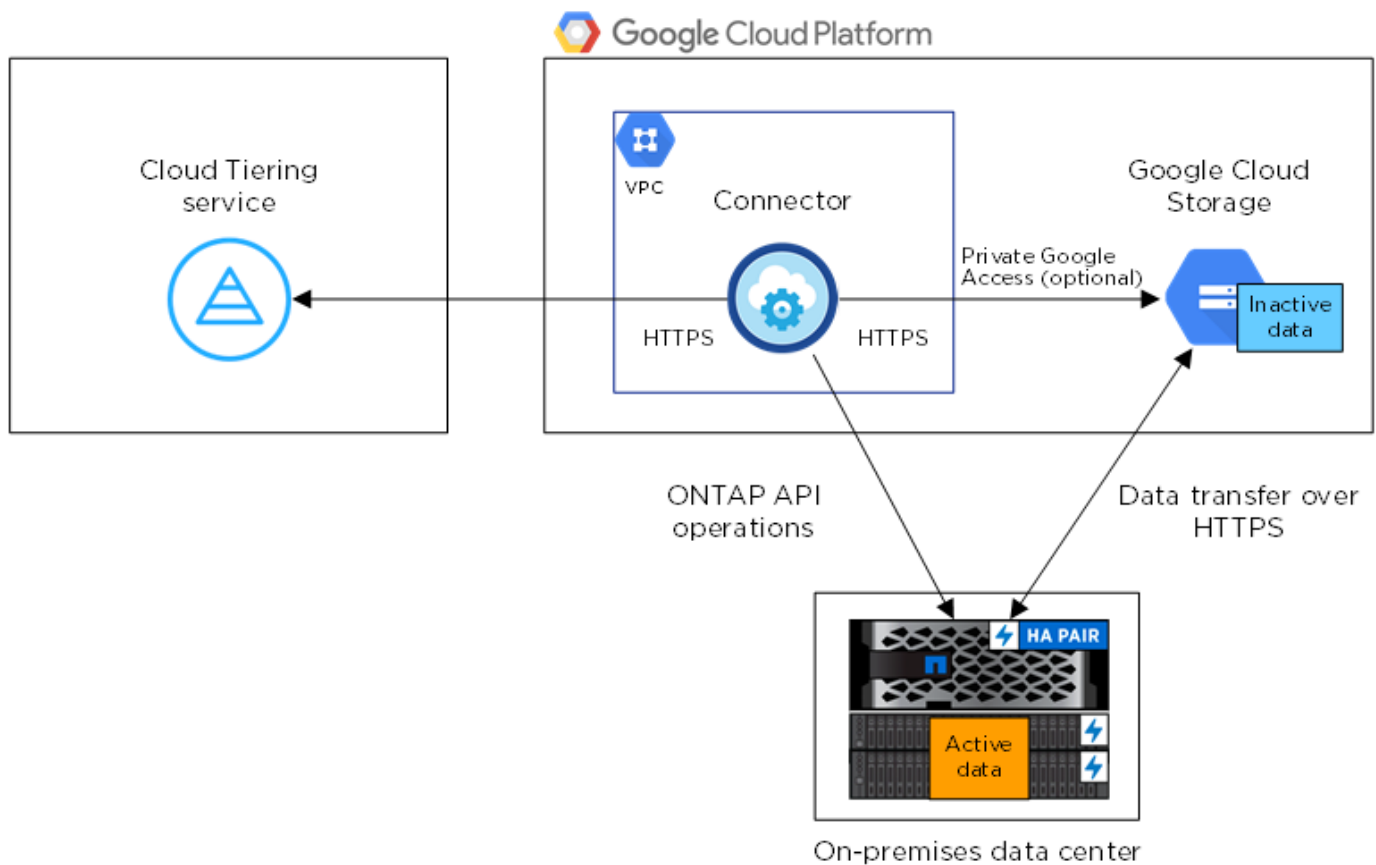 Google Cloud Platform
Cloud Tiering
service
VPC
Connector
Google Cloud
Storage
Private Google
Access (optional)
HTTPS
HTTPS
Inactive
data
ONTAP API
operations
Data transfer over
HTTPS
HA PAIR
Active
data
On-premises data center